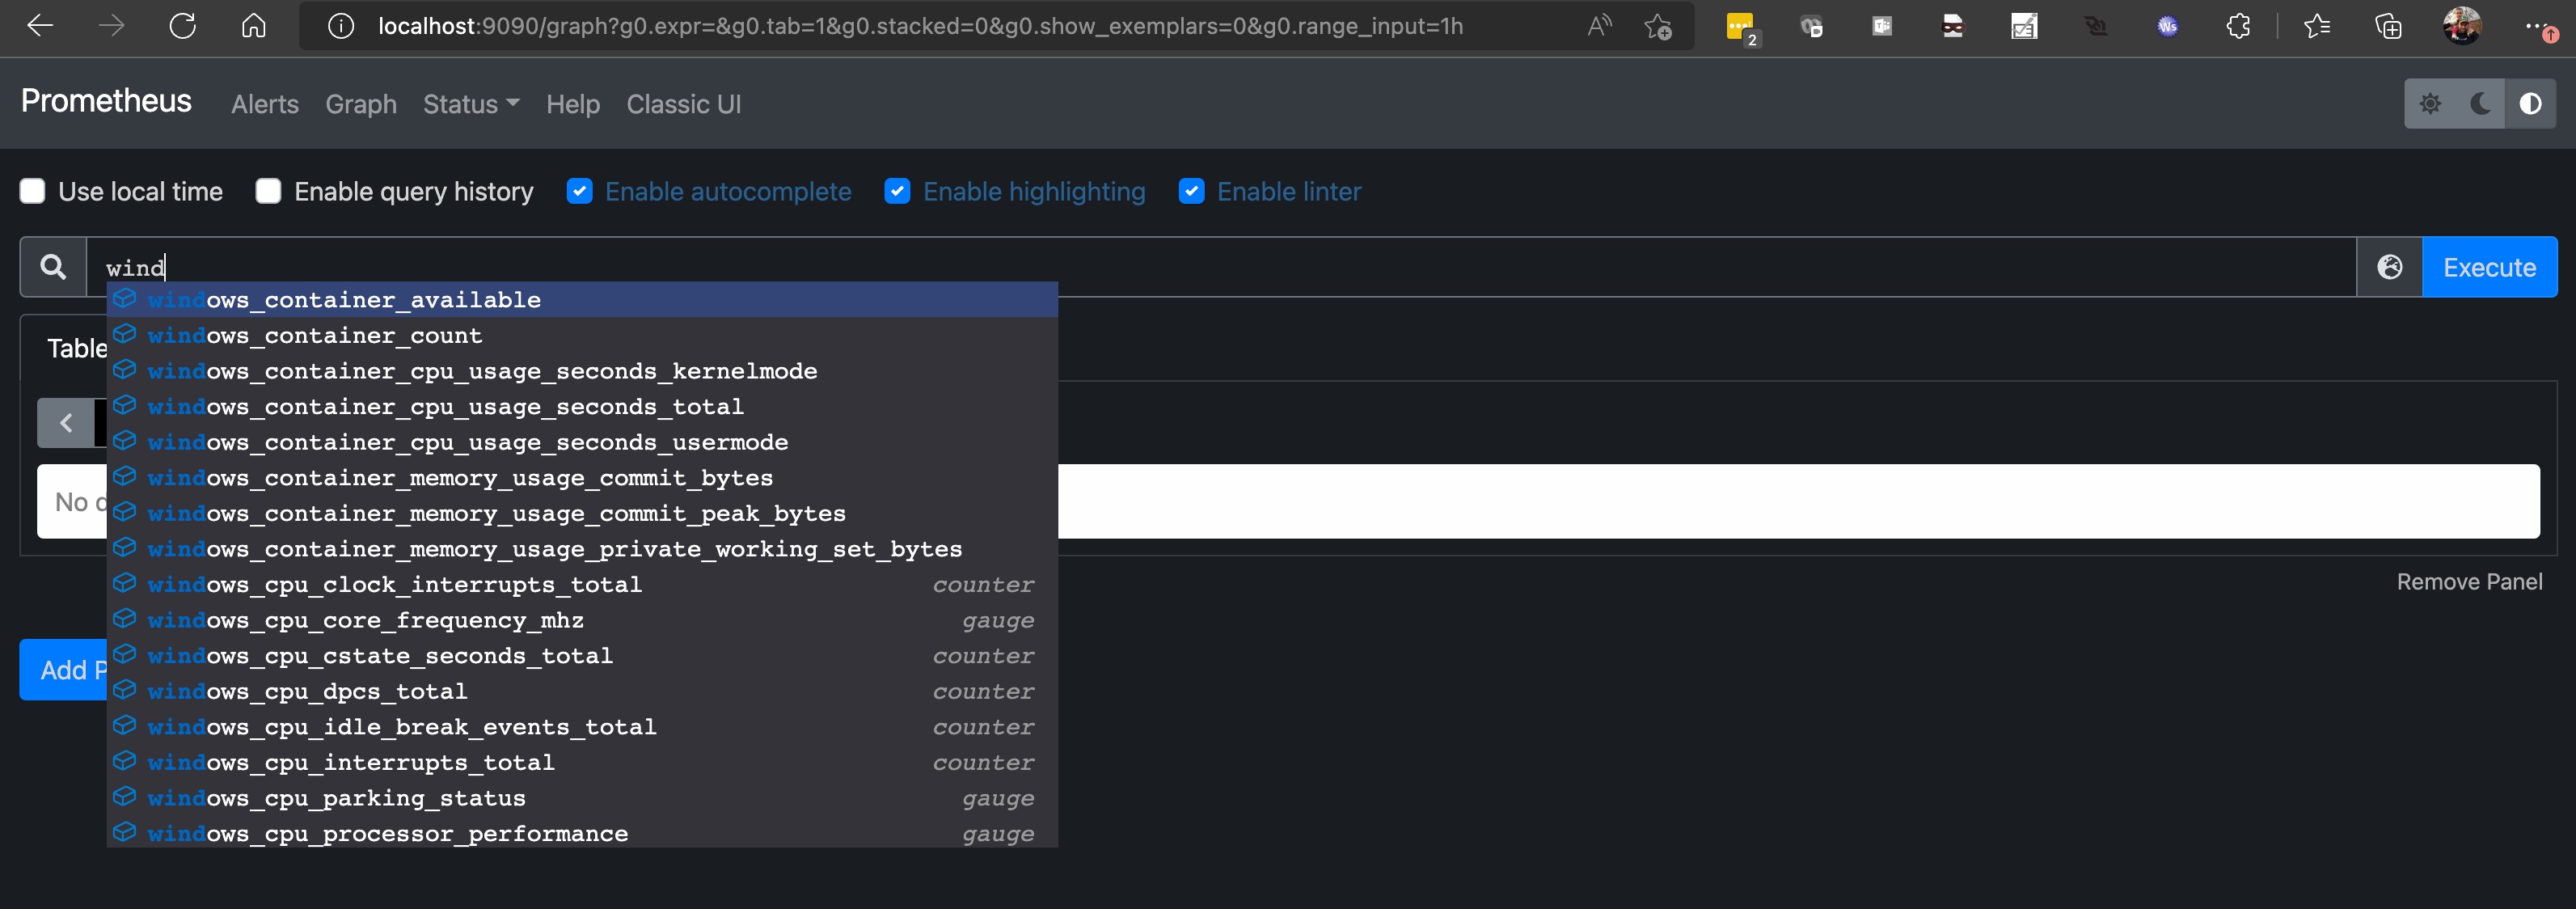 localhost:9090/graph?g0.expr=&g0.tab=1&g0.stacked=0&g0.show_exemplars=0&g0.range_input=1h
2
Ws
Prometheus Alerts Graph Status Help Classic UI
Use local time Enable query history Enable autocomplete Enable highlighting Enable linter
wind Execute
windows_container_available
windows_container_count
Table
windows_container_cpu_usage_seconds_kernelmode
windows_container_cpu_usage_seconds_total
windows_container_cpu_usage_seconds_usermode
windows_container_memory_usage_commit_bytes
No
windows_container_memory_usage_commit_peak_bytes
windows_container_memory_usage_private_working_set_bytes
windows_cpu_clock_interrupts_total counter
Remove Panel
windows_cpu_core_frequency_mhz gauge
windows_cpu_cstate_seconds_total counter
Add P
windows_cpu_dpcs_total counter
windows_cpu_idle_break_events_total counter
windows_cpu_interrupts_total counter
windows_cpu_parking_status gauge
windows_cpu_processor_performance gauge